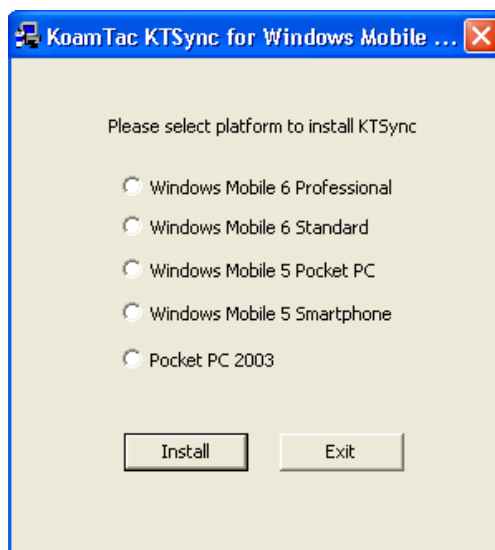 KoamTac KTSync for Windows Mobile ...
Please select platform to install KTSync
Windows Mobile 6 Professional
Windows Mobile 6 Standard
Windows Mobile 5 Pocket PC
Windows Mobile 5 Smartphone
Pocket PC 2003
Install Exit